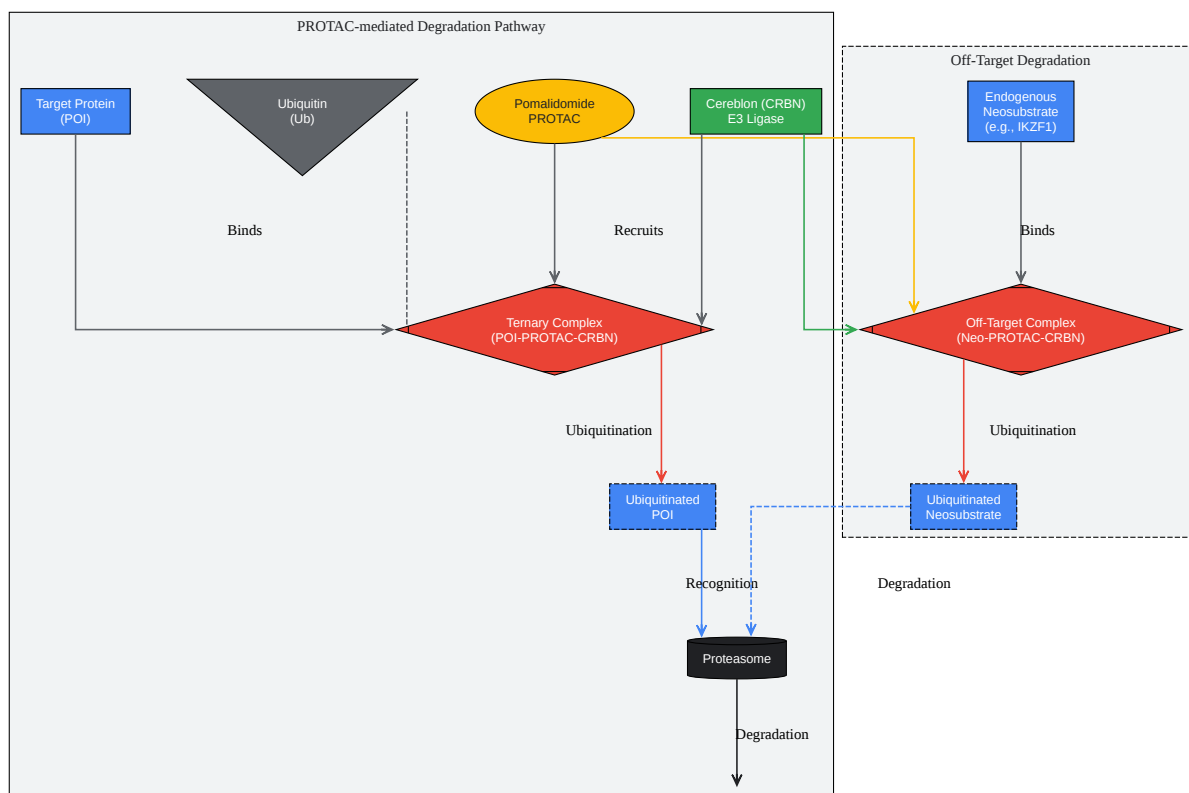 PROTAC-mediated Degradation Pathway
Off-Target Degradation
Target Protein
(POI)
Ubiquitin
(Ub)
Pomalidomide
PROTAC
Cereblon (CRBN)
E3 Ligase
Endogenous
Neosubstrate
(e.g., IKZF1)
Binds
Recruits
Binds
Ternary Complex
(POI-PROTAC-CRBN)
Off-Target Complex
(Neo-PROTAC-CRBN)
Ubiquitination
Ubiquitination
Ubiquitinated
POI
Ubiquitinated
Neosubstrate
Recognition
Degradation
Proteasome
Degradation